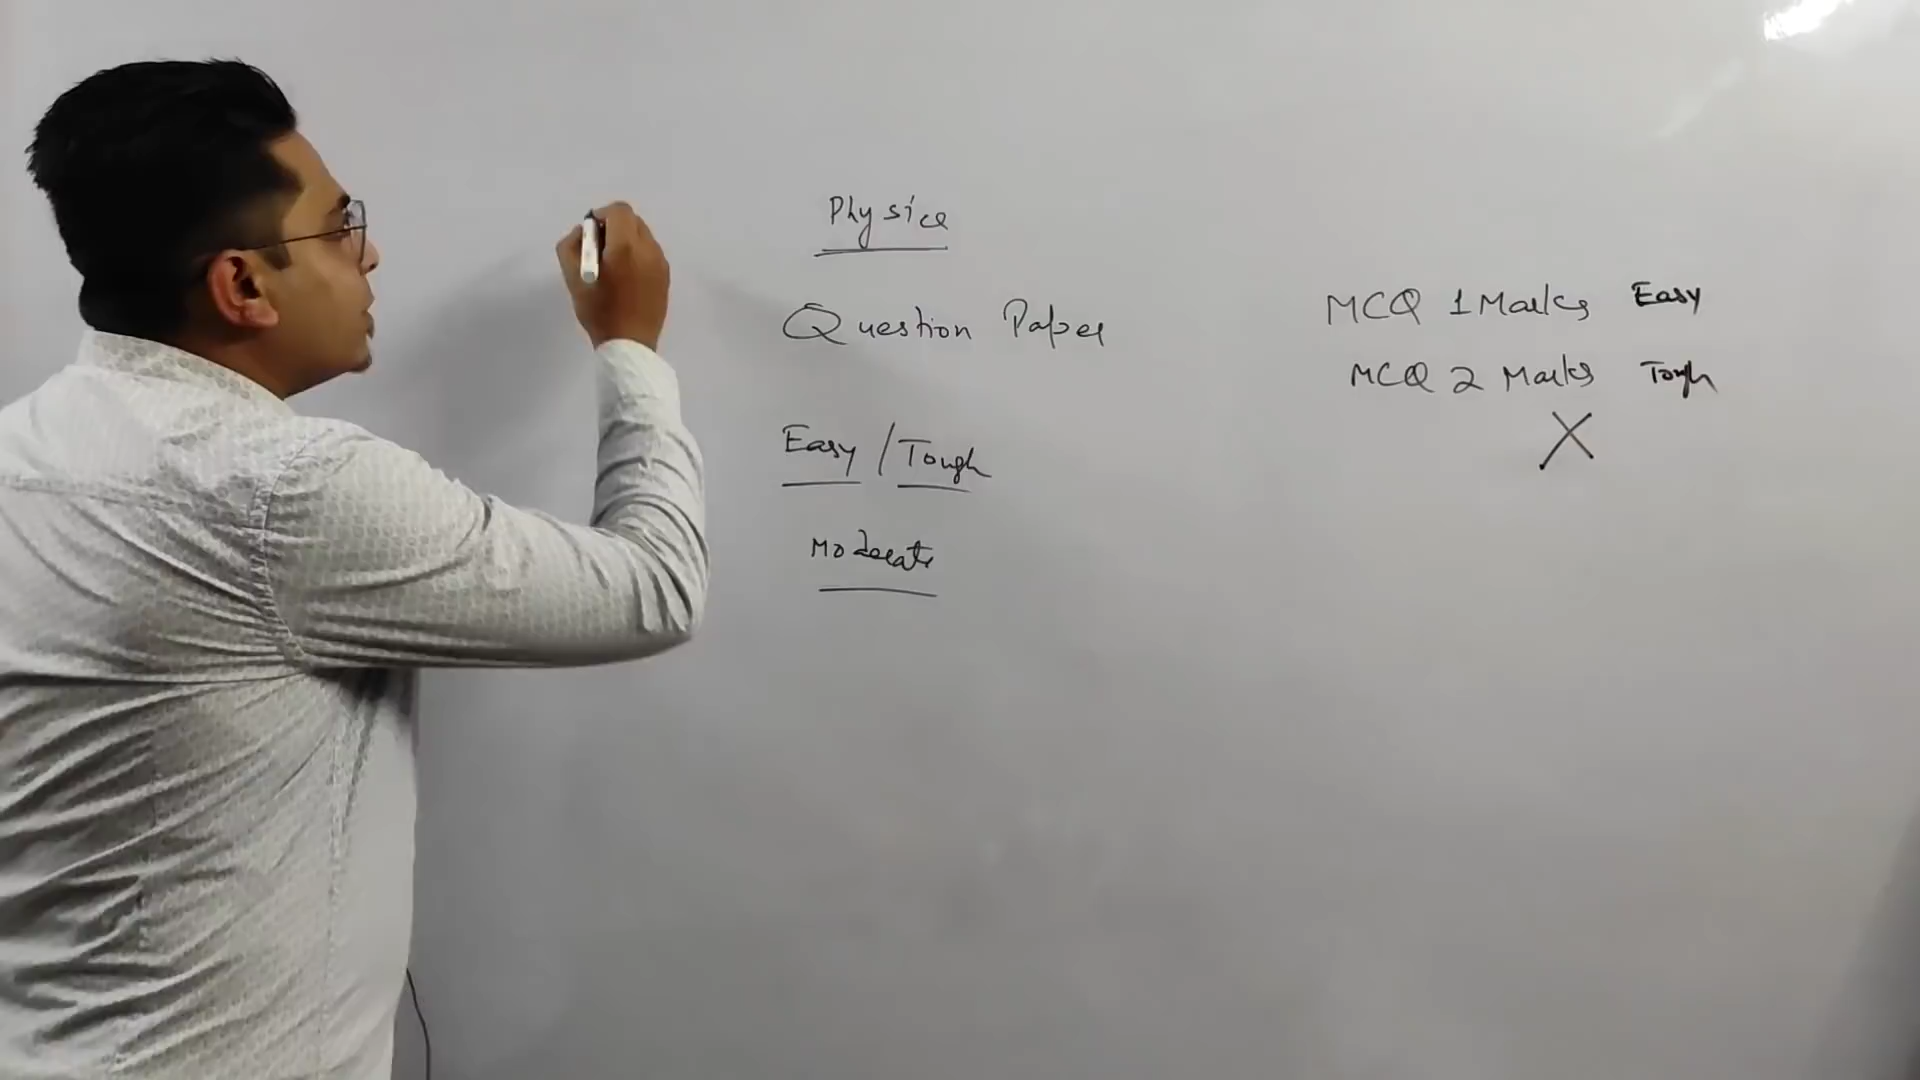 Physics
Question Paper
Easy / Tough
Moderate
MCQ 1 Marks Easy
MCQ 2 Marks Tough
X